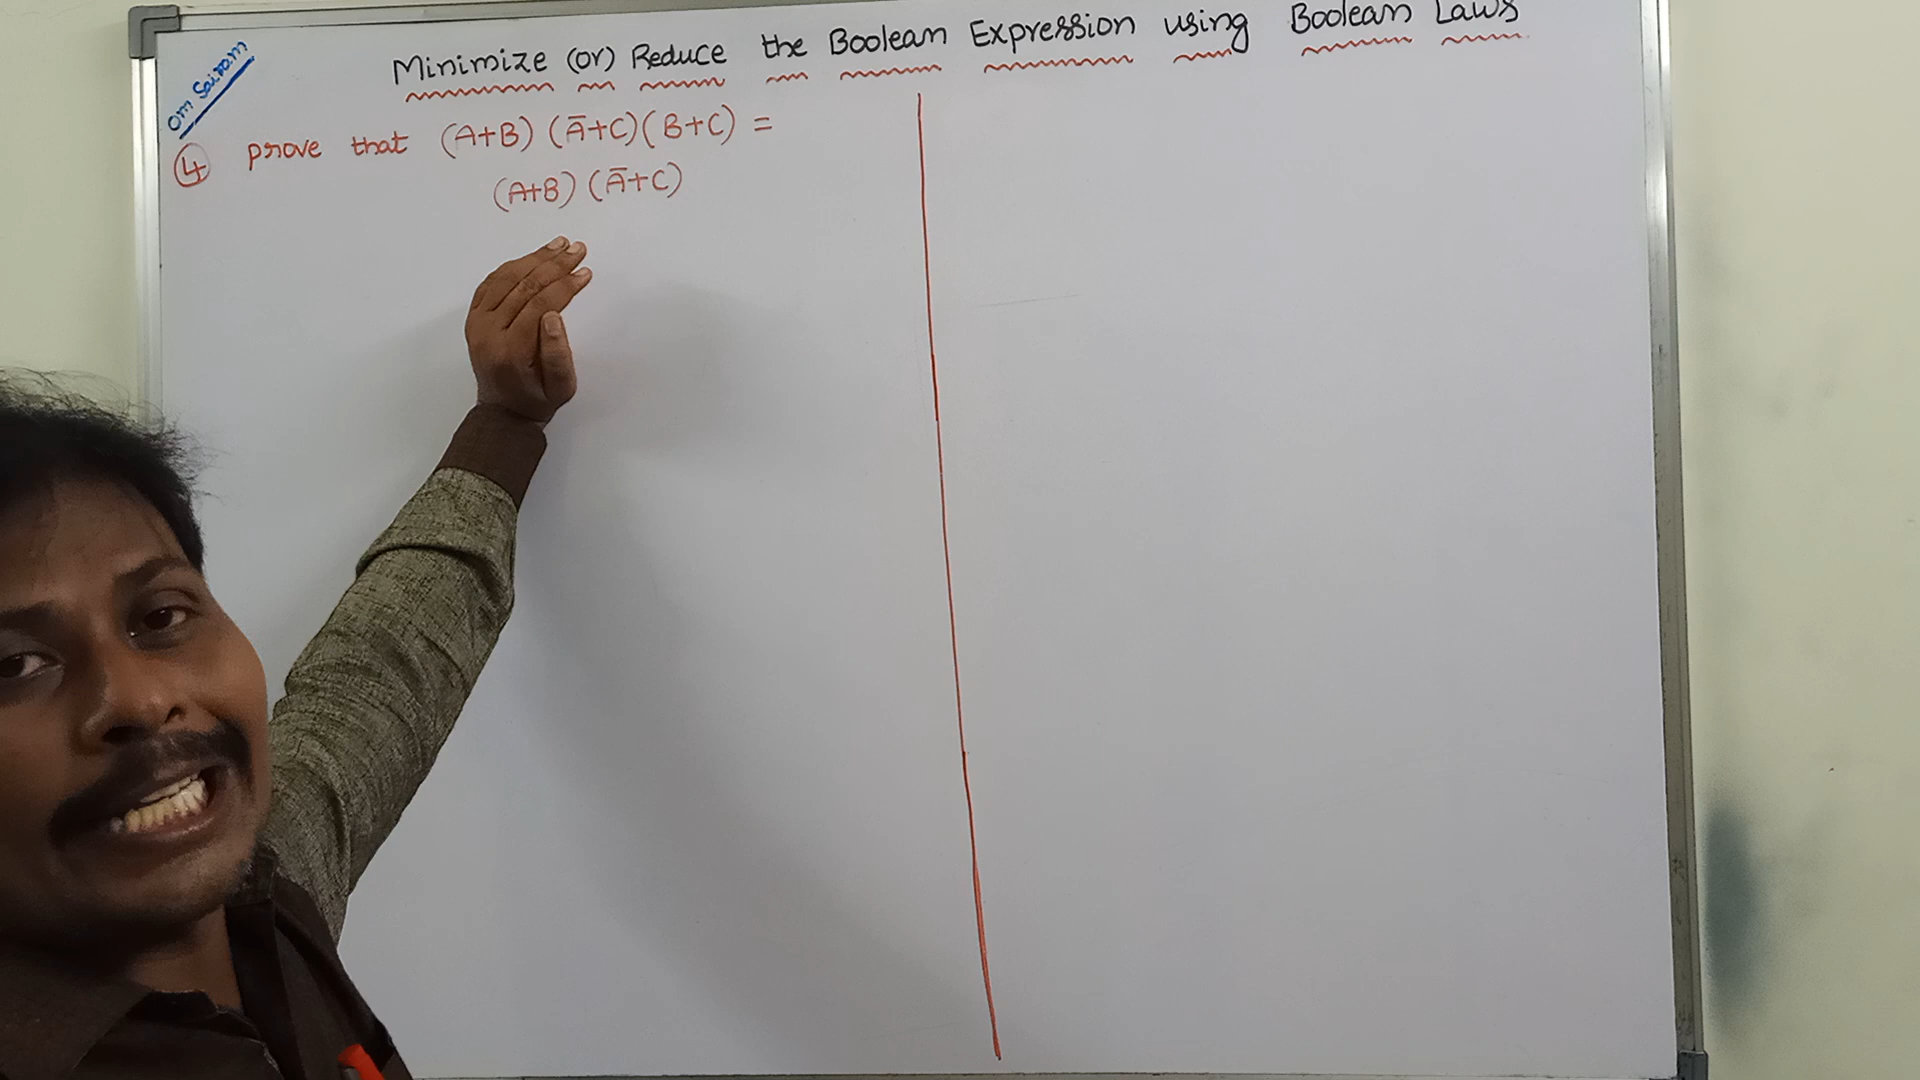 Om Sairam
Minimize (or) Reduce the Boolean Expression using Boolean Laws
④ prove that (A+B) (Ā+C) (B+C) =
(A+B) (Ā+C)